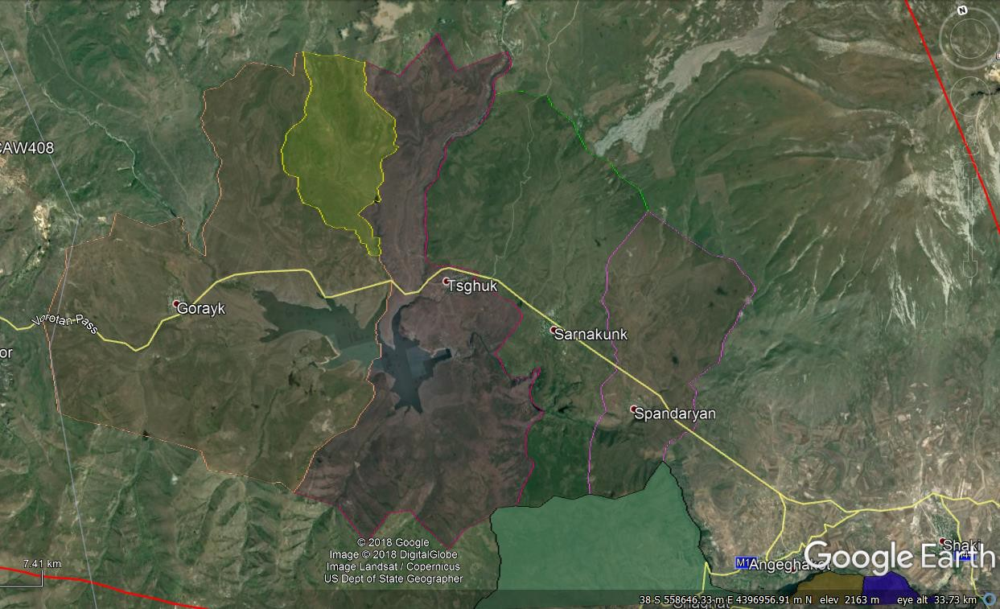 N
CAW408
Tsghuk
Gorayk
Vorotan Pass
Sarnakunk
or
Spandaryan
© 2018 Google
Image © 2018 DigitalGlobe
Image Landsat / Copernicus
US Dept of State Geographer
Shaki
Google Earth
7.41 km
M1A
Angeghakot
38 S 558646.33 m E 4396956.91 m N elev 2163 m eye alt 33.73 km